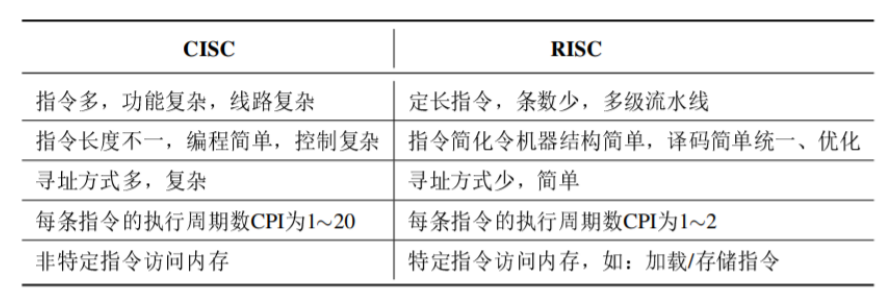 CISC RISC
指令多，功能复杂，线路复杂 定长指令，条数少，多级流水线
指令长度不一，编程简单，控制复杂 指令简化令机器结构简单，译码简单统一、优化
寻址方式多，复杂 寻址方式少，简单
每条指令的执行周期数CPI为1~20 每条指令的执行周期数CPI为1~2
非特定指令访问内存 特定指令访问内存，如：加载/存储指令